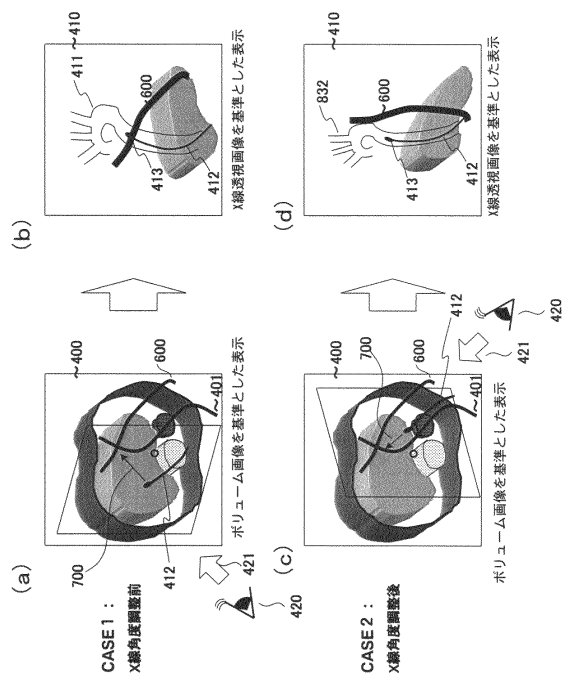 CASE 1 :
X線角度調整前
(a)
～400
600
～401
700
412
421
420
ボリューム画像を基準とした表示
(b)
～410
411
600
413
412
X線透視画像を基準とした表示
CASE 2 :
X線角度調整後
(c)
～400
700
600
～401
412
421
420
ボリューム画像を基準とした表示
(d)
～410
832
600
413
412
X線透視画像を基準とした表示